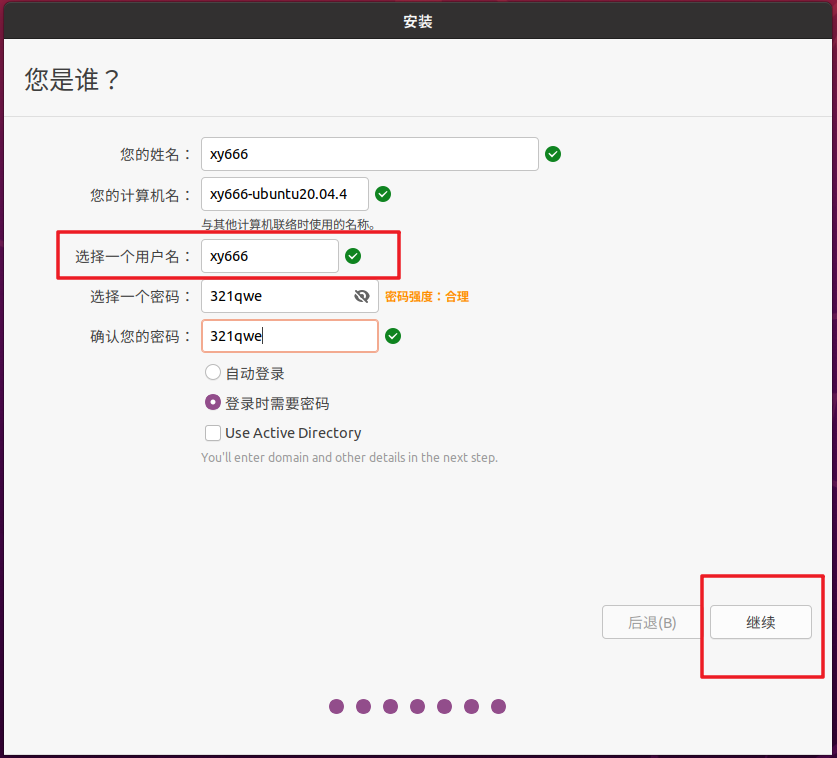 安装
您是谁？
您的姓名： xy666
您的计算机名： xy666-ubuntu20.04.4
与其他计算机联络时使用的名称。
选择一个用户名： xy666
选择一个密码： 321qwe 密码强度：合理
确认您的密码： 321qwe
自动登录
登录时需要密码
Use Active Directory
You'll enter domain and other details in the next step.
后退(B) 继续